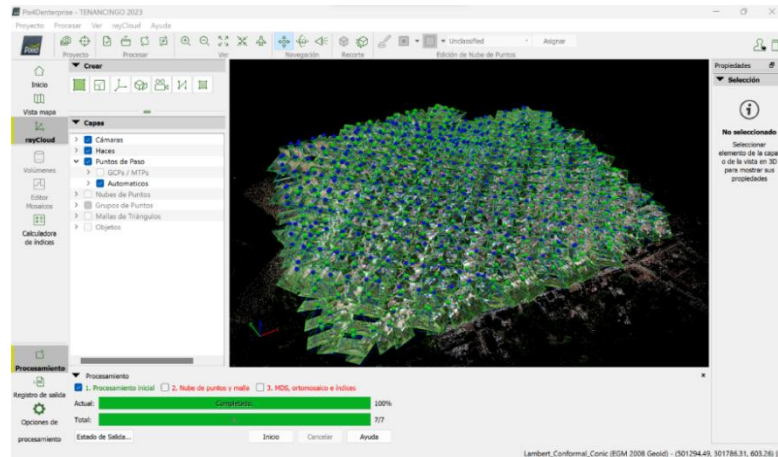 Pix4Denterprise - TENANCINGO 2023
Proyecto Procesar Ver rayCloud Ayuda
Proyecto Procesar Ver Navegación Recorte Edición de Nube de Puntos
Unclassified Asignar
Inicio
Vista mapa
rayCloud
Volúmenes
Editor
Mosaicos
Calculadora
de índices
Procesamiento
Registro de salida
Opciones de
procesamiento
Crear
Capas
Cámaras
Haces
Puntos de Paso
GCPs / MTPs
Automaticos
Nubes de Puntos
Grupos de Puntos
Mallas de Triángulos
Objetos
Propiedades
Selección
No seleccionado
Seleccionar
elemento de la capa
o de la vista en 3D
para mostrar sus
propiedades
Procesamiento
1. Procesamiento inicial 2. Nube de puntos y malla 3. MDS, ortomosaico e índices
Actual: Completado 100%
Total: 7/7
Estado de Salida... Inicio Cancelar Ayuda
Lambert_Conformal_Conic (EGM 2008 Geoid) - (501294.49, 301786.31, 603.26)